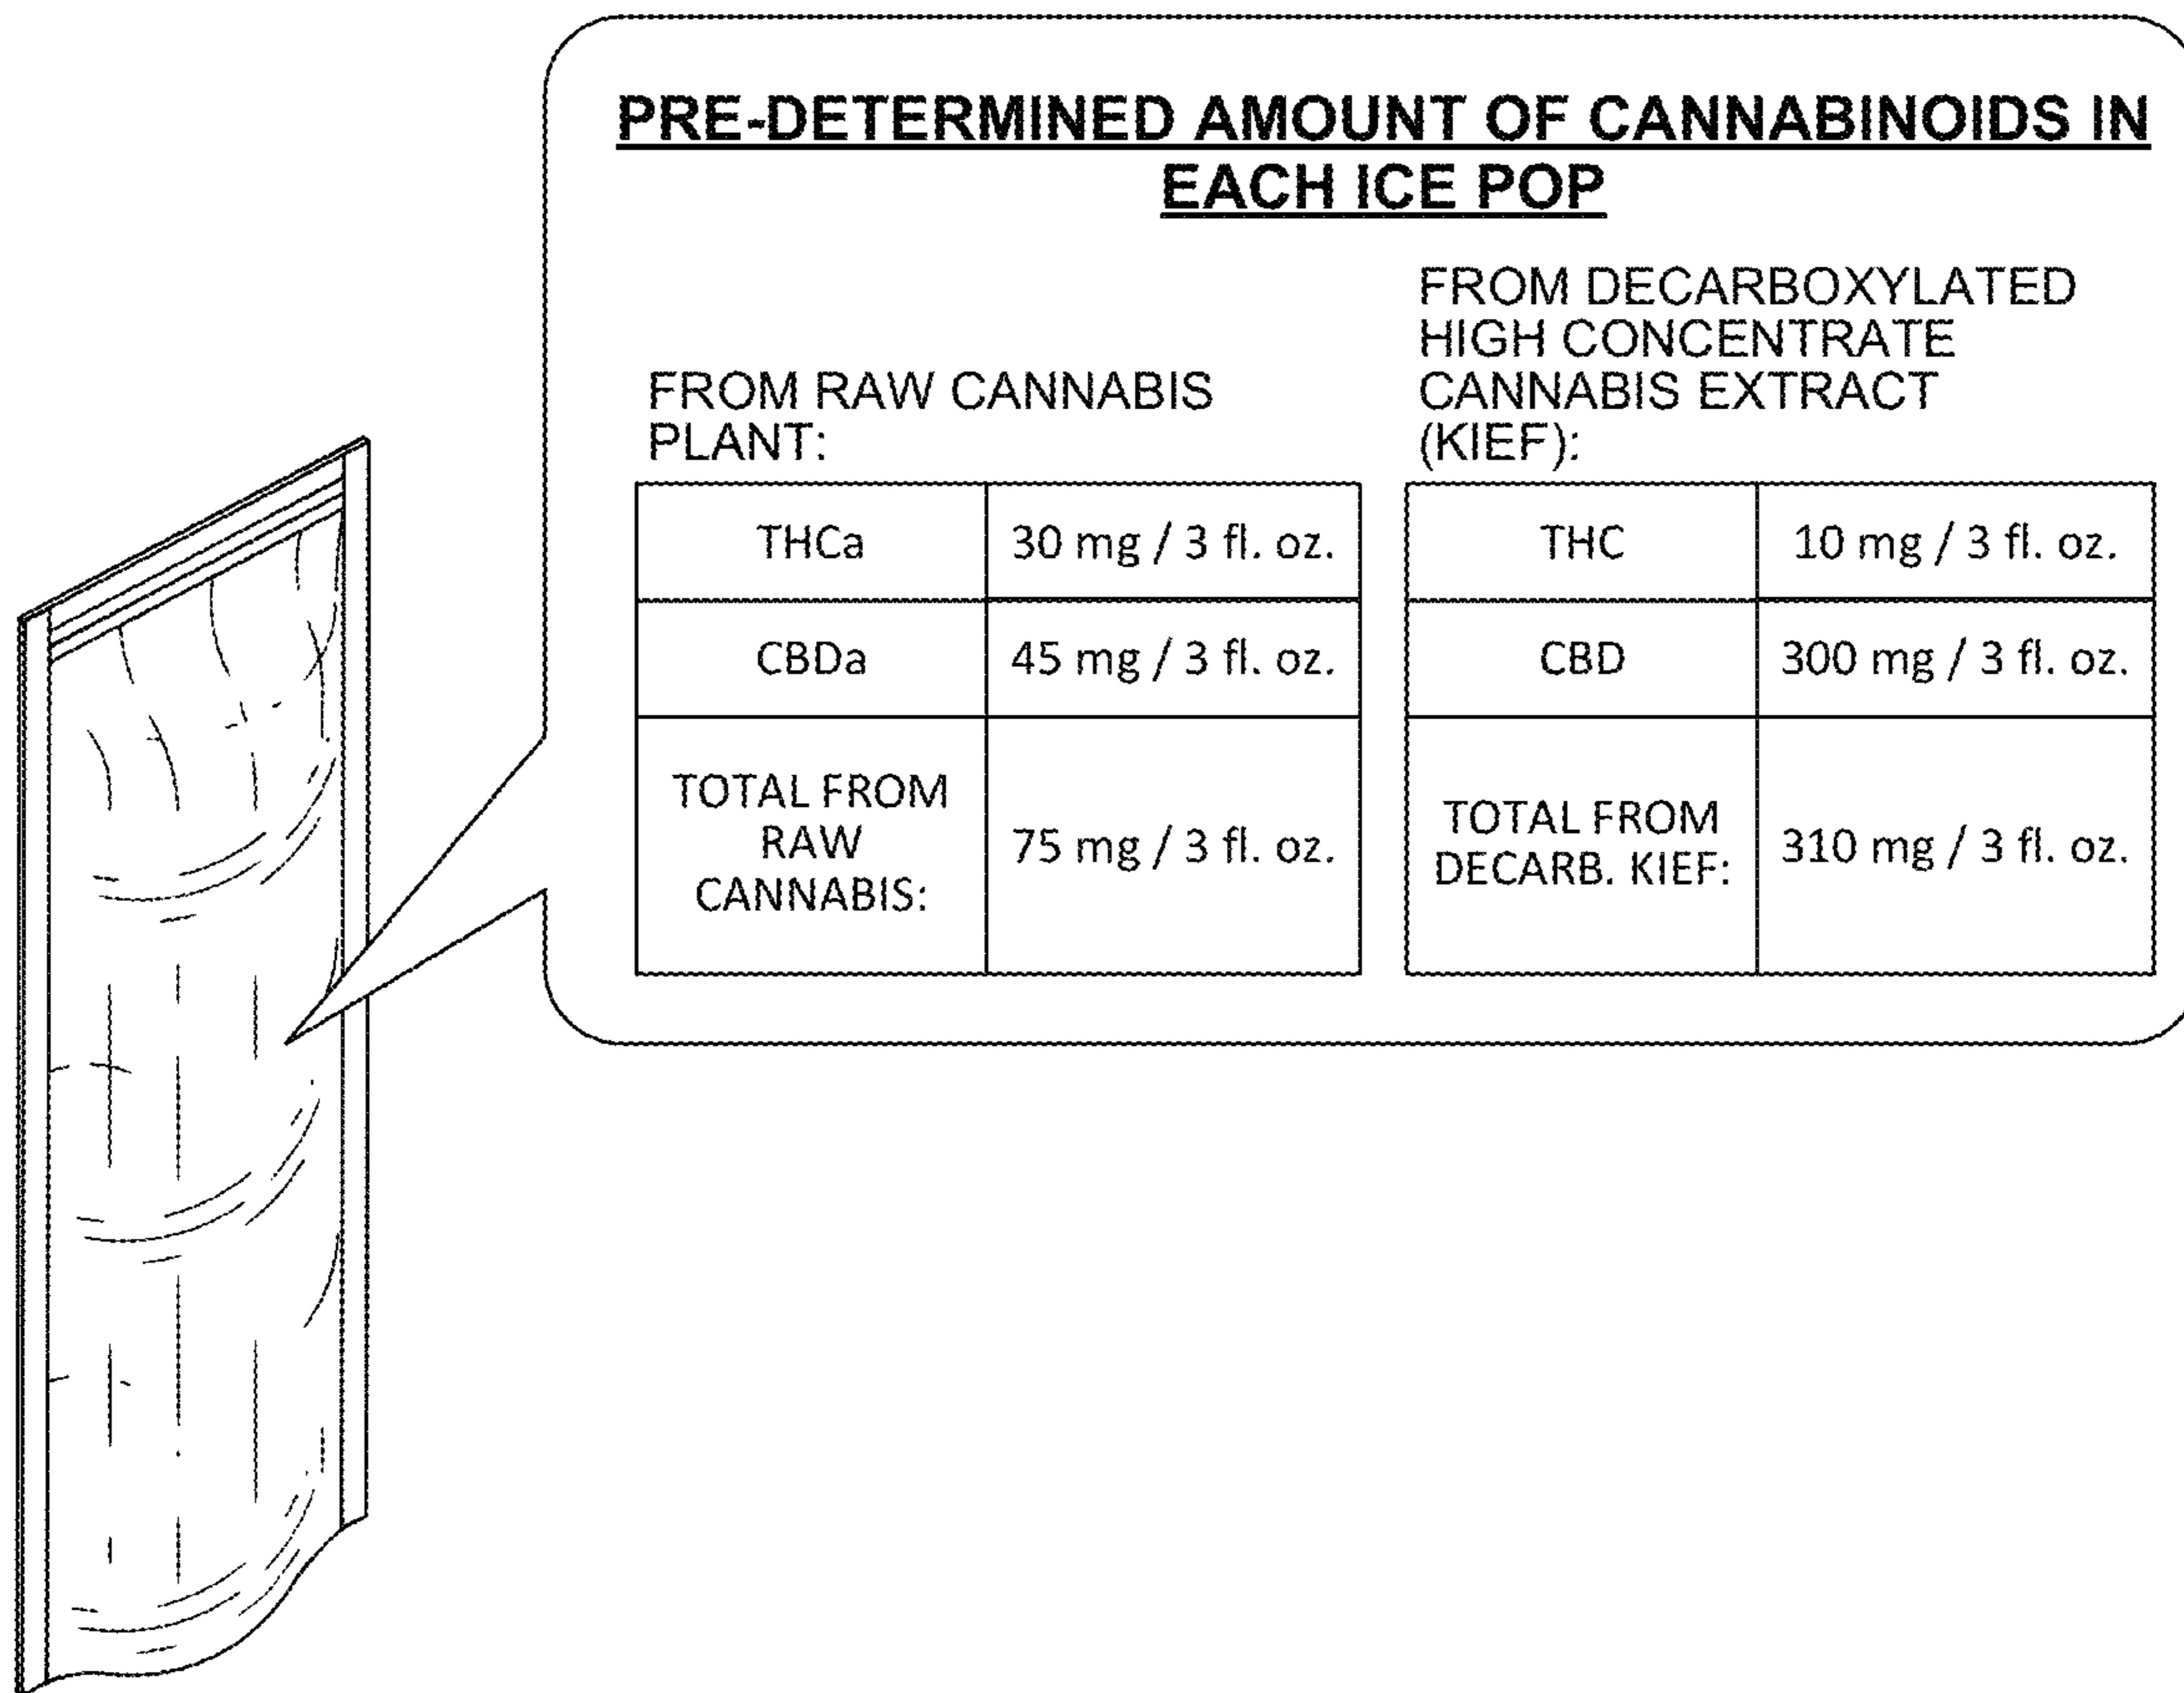 PRE-DETERMINED AMOUNT OF CANNABINOIDS IN
EACH ICE POP
FROM RAW CANNABIS
PLANT:
THCa
30 mg / 3 fl. oz.
CBDa
45 mg / 3 fl. oz.
TOTAL FROM
RAW
CANNABIS:
75 mg / 3 fl. oz.
FROM DECARBOXYLATED
HIGH CONCENTRATE
CANNABIS EXTRACT
(KIEF):
THC
10 mg / 3 fl. oz.
CBD
300 mg / 3 fl. oz.
TOTAL FROM
DECARB. KIEF:
310 mg / 3 fl. oz.